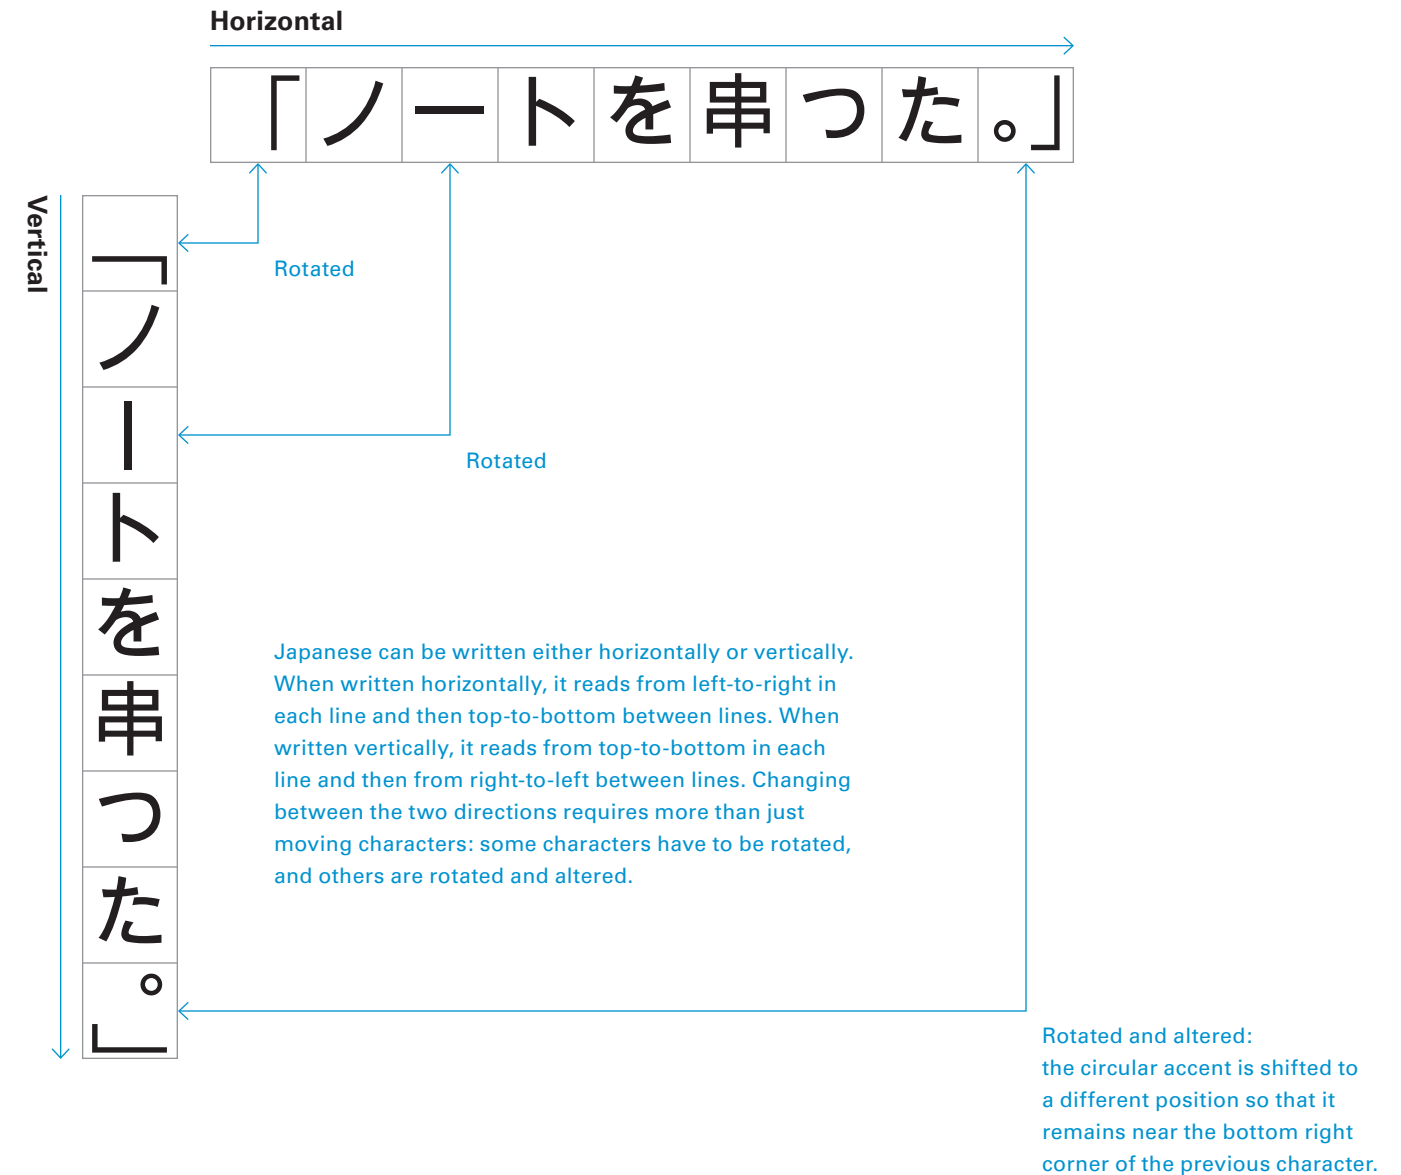 Horizontal
「ノートを串つた。」
Vertical
「ノートを串つた。」
Rotated
Rotated
Japanese can be written either horizontally or vertically.
When written horizontally, it reads from left-to-right in
each line and then top-to-bottom between lines. When
written vertically, it reads from top-to-bottom in each
line and then from right-to-left between lines. Changing
between the two directions requires more than just
moving characters: some characters have to be rotated,
and others are rotated and altered.
Rotated and altered:
the circular accent is shifted to
a different position so that it
remains near the bottom right
corner of the previous character.